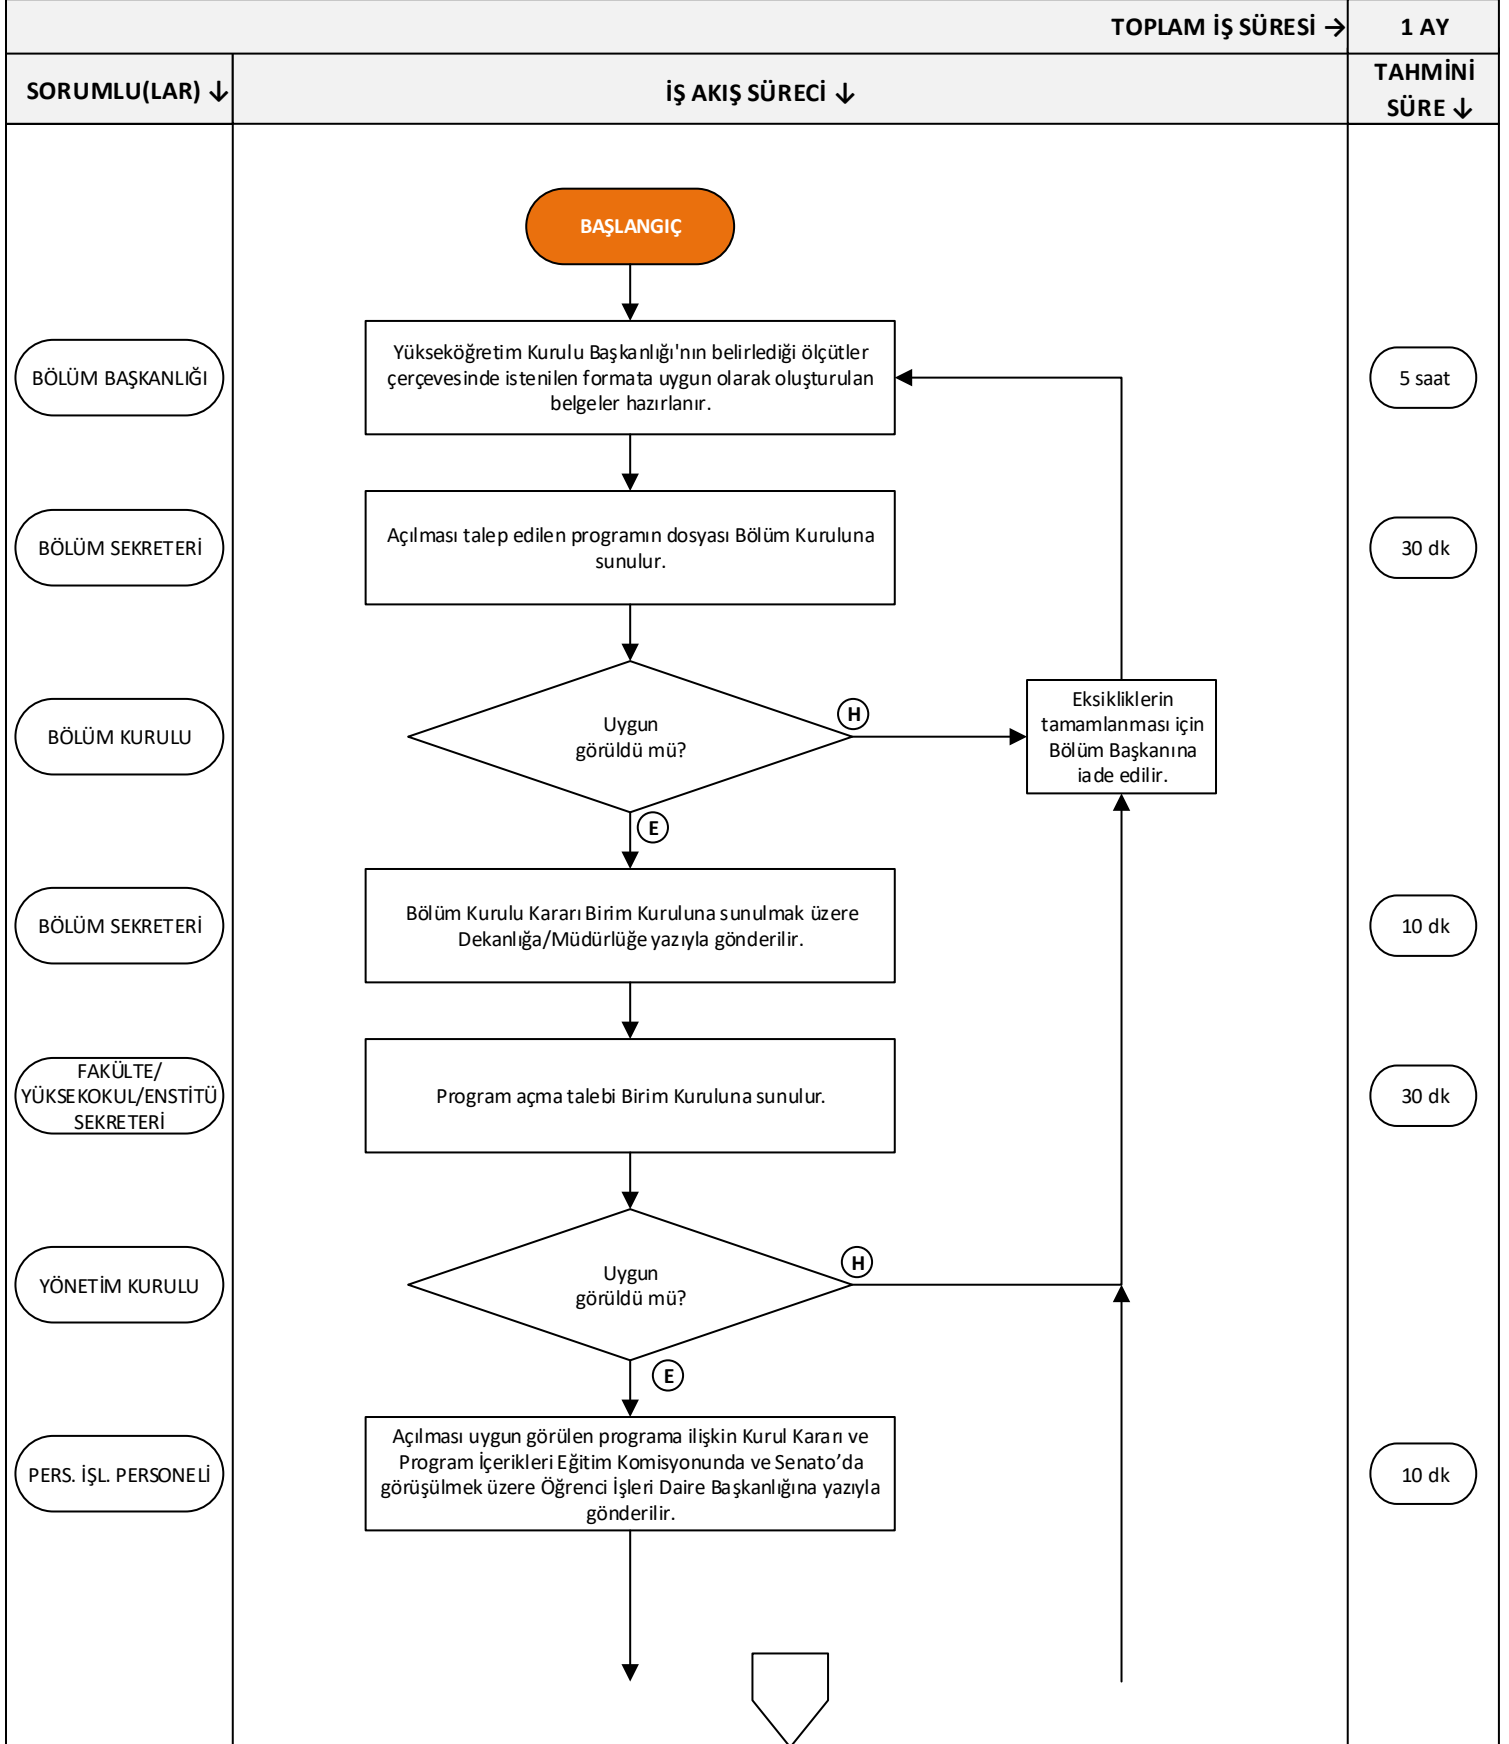 TOPLAM İŞ SÜRESİ →
1 AY
SORUMLU(LAR) ↓
İŞ AKIŞ SÜRECİ ↓
TAHMİNİ
SÜRE ↓
BAŞLANGIÇ
BÖLÜM BAŞKANLIĞI
Yükseköğretim Kurulu Başkanlığı'nın belirlediği ölçütler
çerçevesinde istenilen formata uygun olarak oluşturulan
belgeler hazırlanır.
5 saat
BÖLÜM SEKRETERİ
Açılması talep edilen programın dosyası Bölüm Kuruluna
sunulur.
30 dk
BÖLÜM KURULU
Uygun
görüldü mü?
H
Eksikliklerin
tamamlanması için
Bölüm Başkanına
iade edilir.
E
BÖLÜM SEKRETERİ
Bölüm Kurulu Kararı Birim Kuruluna sunulmak üzere
Dekanlığa/Müdürlüğe yazıyla gönderilir.
10 dk
FAKÜLTE/
YÜKSEKOKUL/ENSTİTÜ
SEKRETERİ
Program açma talebi Birim Kuruluna sunulur.
30 dk
YÖNETİM KURULU
Uygun
görüldü mü?
H
E
PERS. İŞL. PERSONELİ
Açılması uygun görülen programa ilişkin Kurul Kararı ve
Program İçerikleri Eğitim Komisyonunda ve Senato’da
görüşülmek üzere Öğrenci İşleri Daire Başkanlığına yazıyla
gönderilir.
10 dk